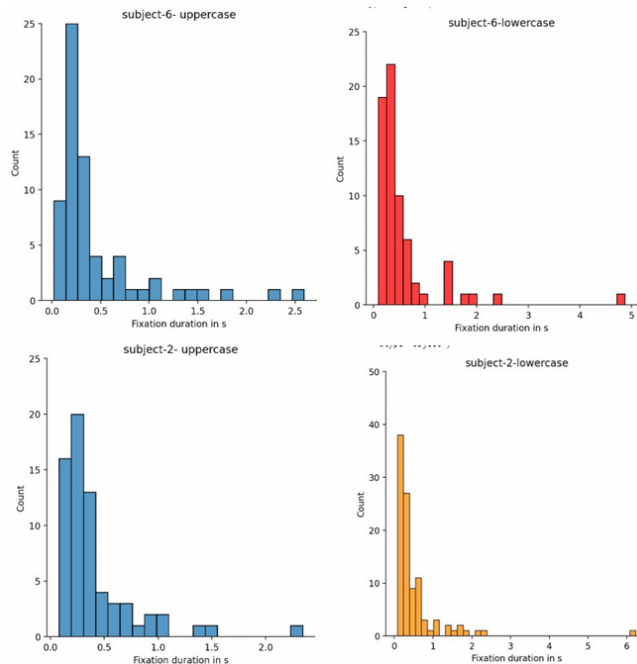 subject-6- uppercase
25
20
15
10
5
0
Count
0.0 0.5 1.0 1.5 2.0 2.5
Fixation duration in s
subject-6-lowercase
25
20
15
10
5
0
Count
0 1 2 3 4 5
Fixation duration in s
subject-2- uppercase
25
20
15
10
5
0
Count
0.0 0.5 1.0 1.5 2.0
Fixation duration in s
subject-2-lowercase
50
40
30
20
10
0
Count
0 1 2 3 4 5 6
Fixation duration in s